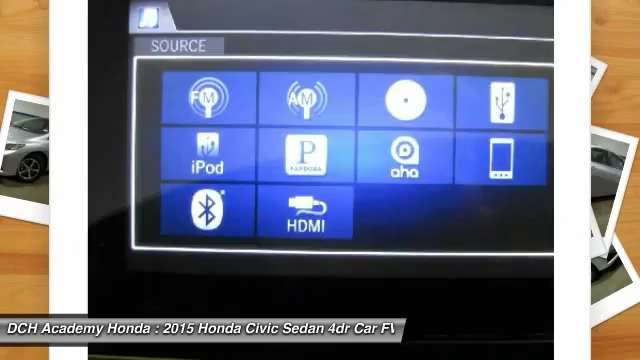 SOURCE
FM
AM
iPod
P
PANDORA
aha
HDMI
DCH Academy Honda : 2015 Honda Civic Sedan 4dr Car F